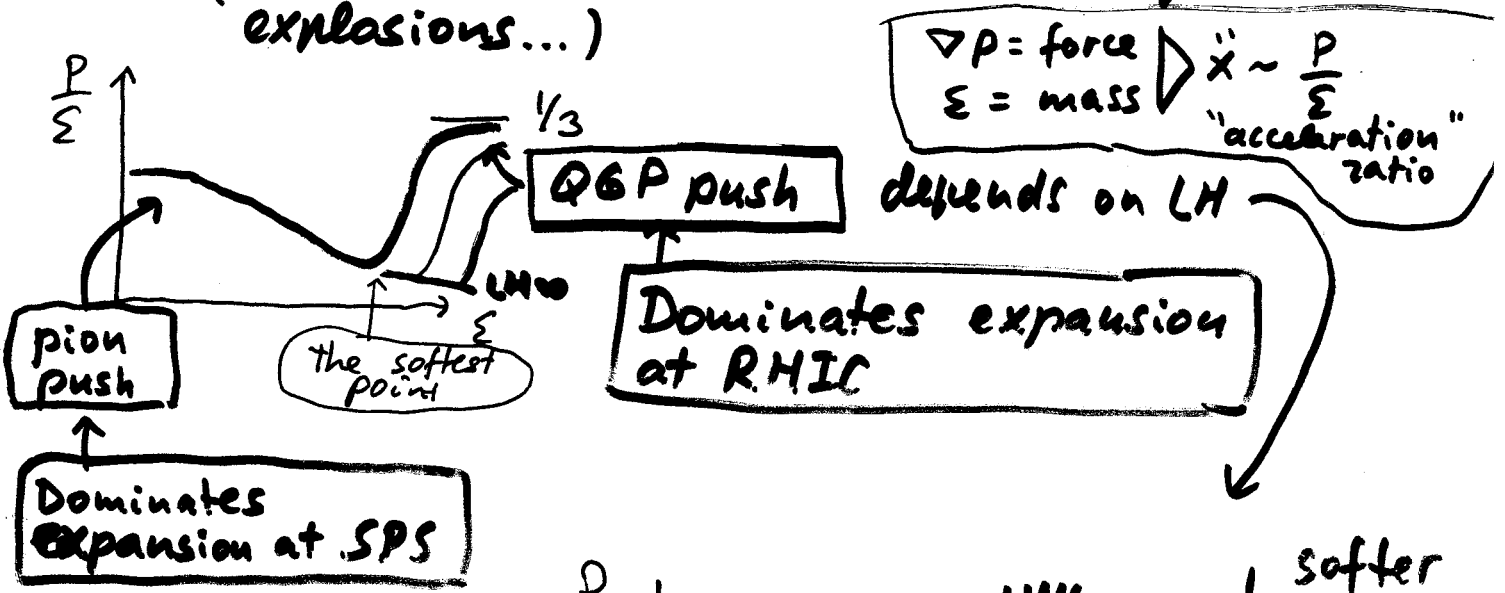 explosions...)
∇p = force
ẍ ~ P/Σ
Σ = mass
"accelaration"
ratio
P/Σ
1/3
QGP push
depends on LH
LH∞
Σ
Dominates expansion
at RHIC
pion
push
The softest
point
Dominates
expansion at SPS
softer
P